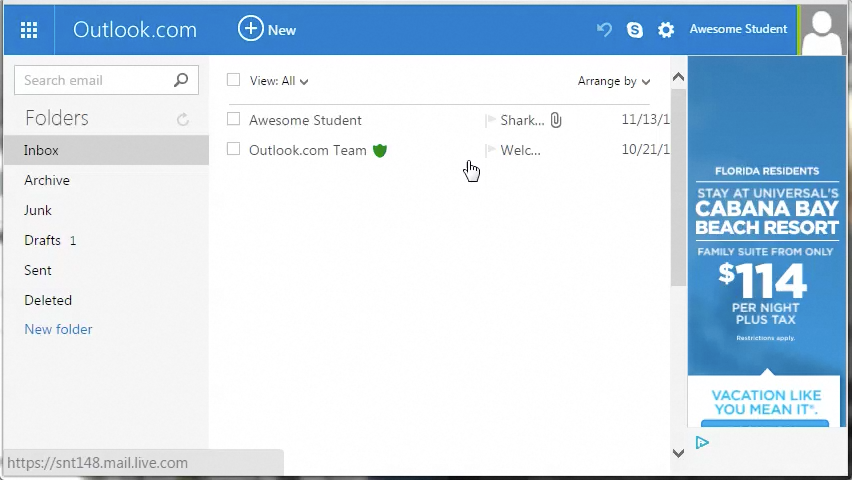 Outlook.com
New
Awesome Student
Search email
View: All
Arrange by
Folders
Awesome Student
Shark...
11/13/1
Inbox
Outlook.com Team
Welc...
10/21/1
Archive
Junk
Drafts 1
Sent
Deleted
New folder
FLORIDA RESIDENTS
STAY AT UNIVERSAL'S
CABANA BAY
BEACH RESORT
FAMILY SUITE FROM ONLY
$114
PER NIGHT
PLUS TAX
Restrictions apply.
VACATION LIKE
YOU MEAN IT®.
https://snt148.mail.live.com